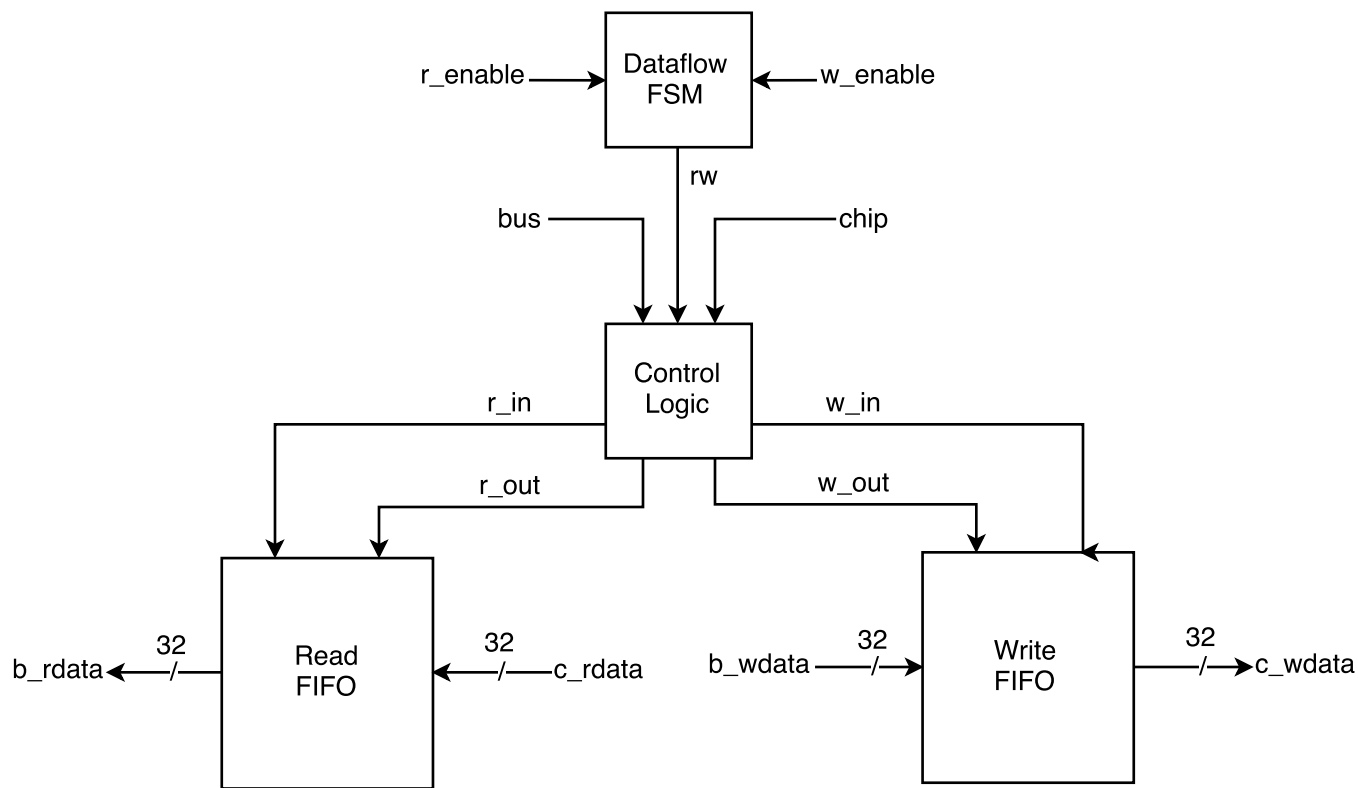 Dataflow
FSM
r_enable
w_enable
rw
bus
chip
Control
Logic
r_in
w_in
r_out
w_out
32
32
32
32
b_rdata
Read
FIFO
c_rdata
b_wdata
Write
FIFO
c_wdata